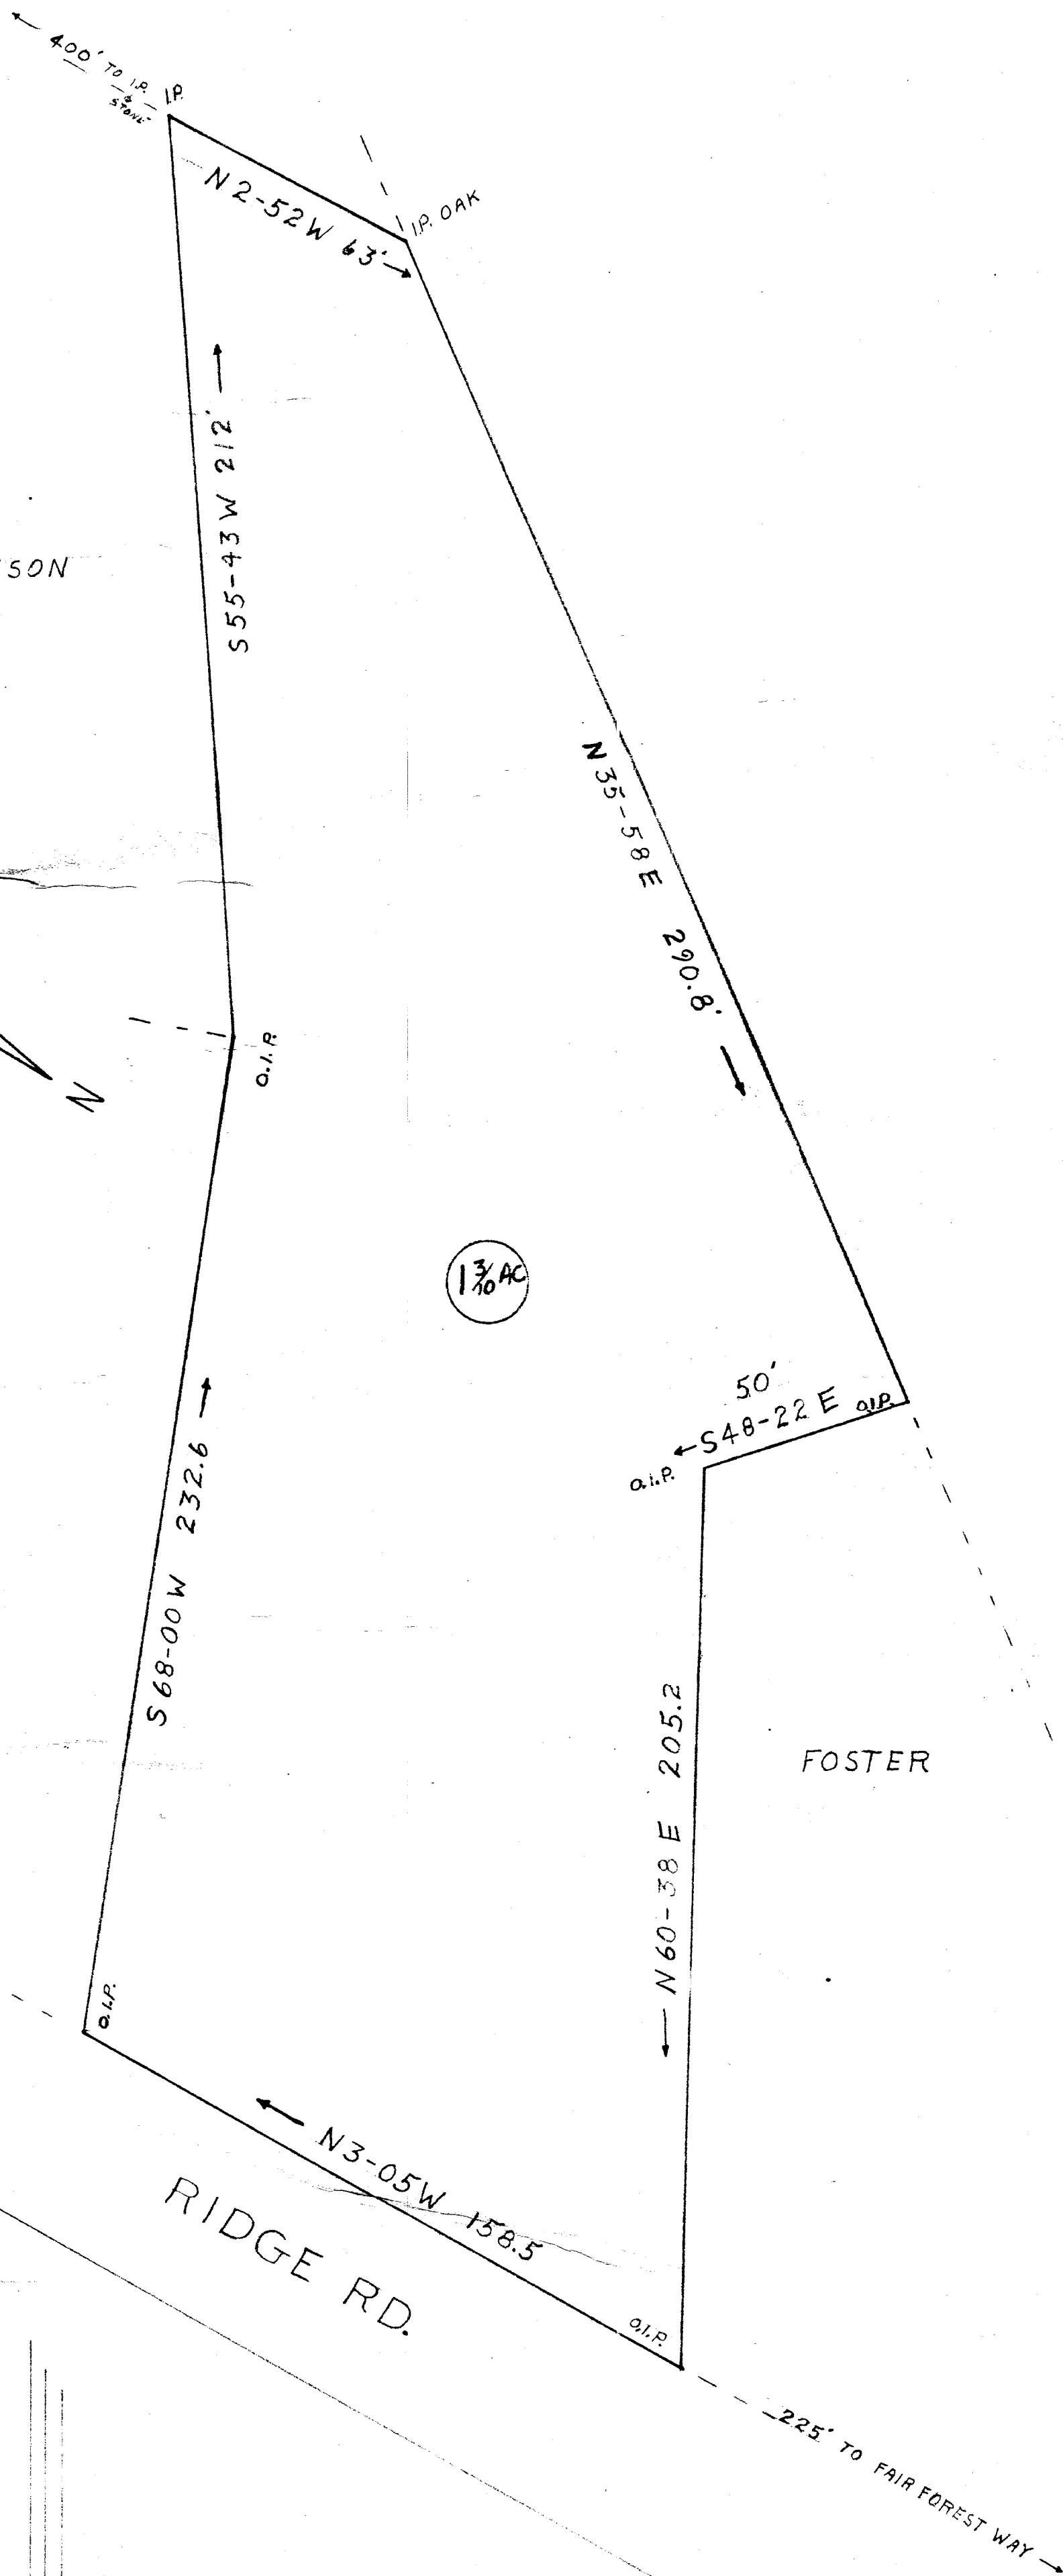 400' TO I.P.
&
STONE
I.P.
N 2-52 W 63'
I.P. OAK
S 55-43 W 212'
N 35-58 E 290.8'
N
O.I.P.
1 3/10 AC
50'
S 48-22 E
O.I.P.
O.I.P.
S 68-00 W 232.6
N 60-38 E 205.2
FOSTER
O.I.P.
N 3-05 W 158.5
RIDGE RD.
O.I.P.
225' TO FAIR FOREST WAY